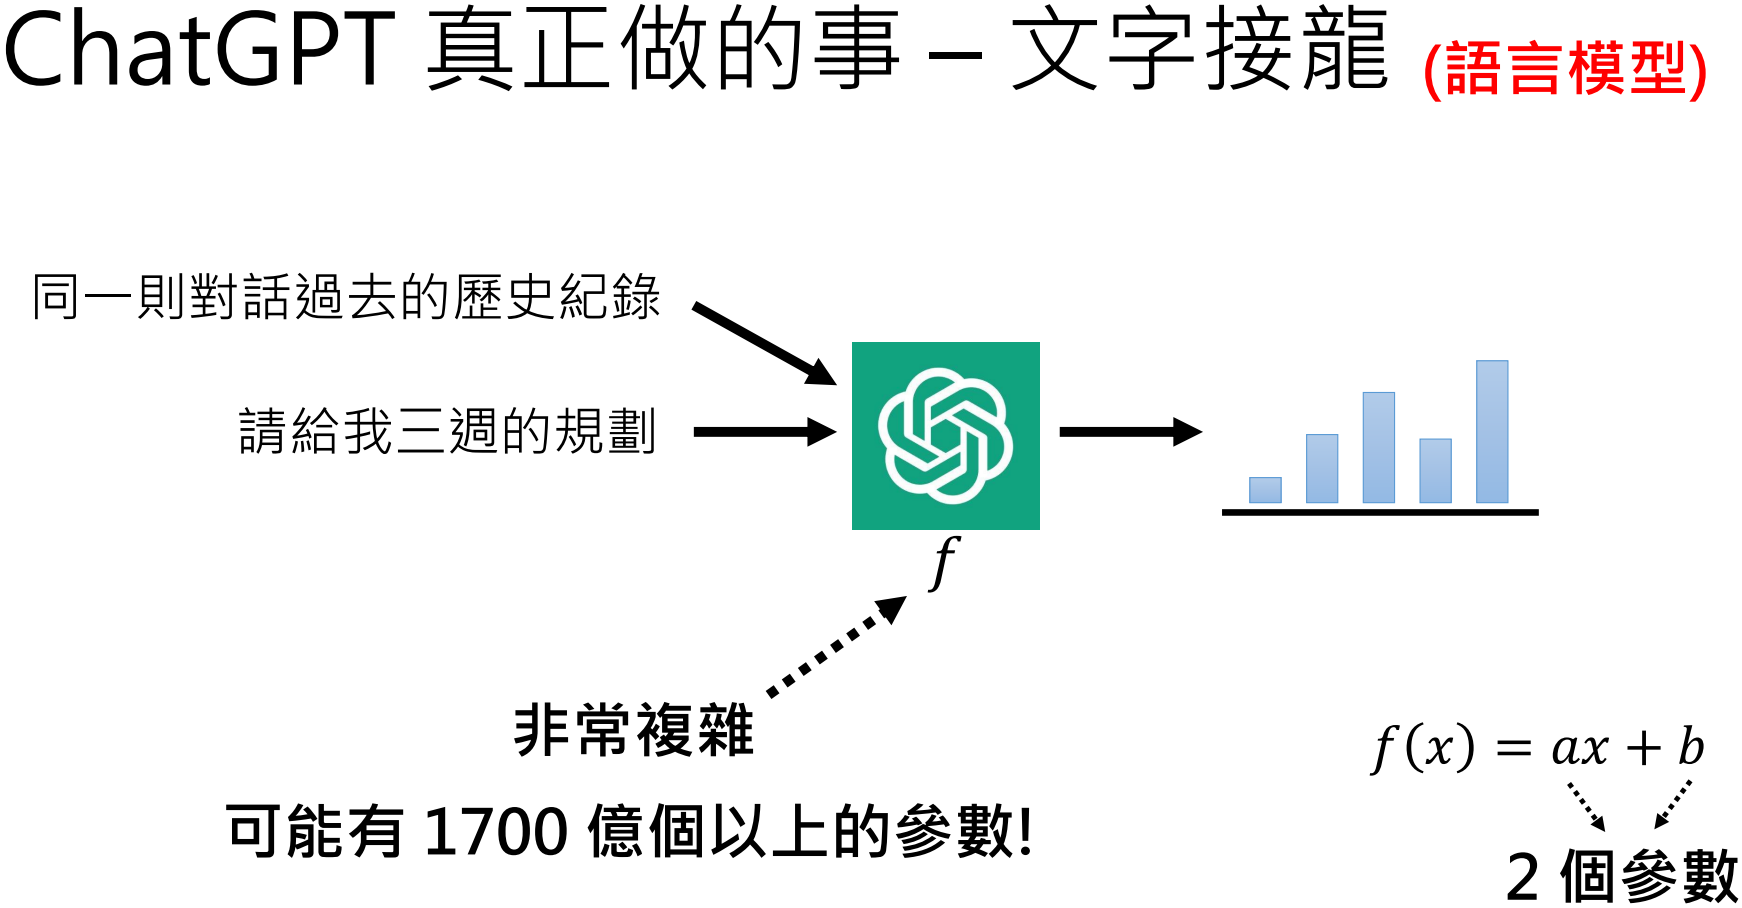 ChatGPT 真正做的事 – 文字接龍 (語言模型)
同一則對話過去的歷史紀錄
請給我三週的規劃
f
非常複雜
可能有 1700 億個以上的參數!
f(x) = ax + b
2 個參數